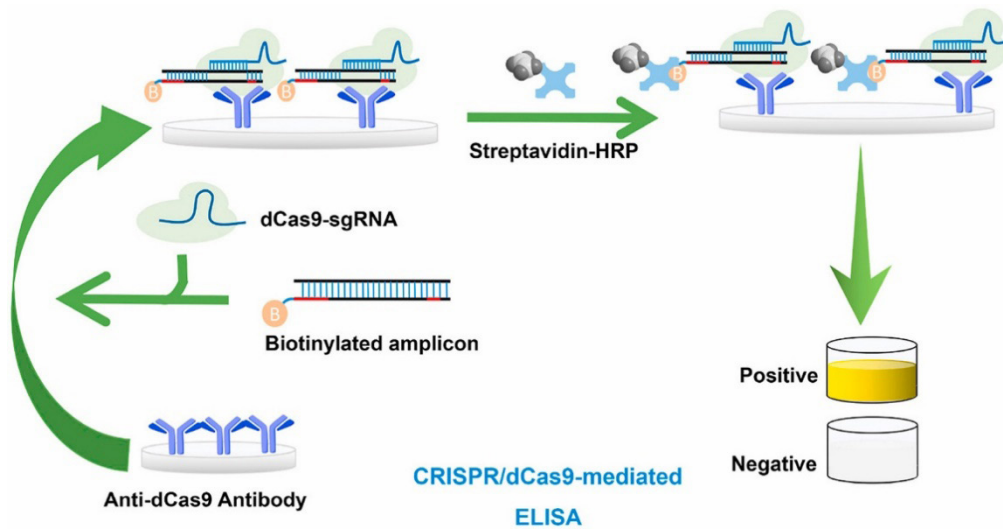 B
B
B
B
Streptavidin-HRP
dCas9-sgRNA
B
Biotinylated amplicon
Anti-dCas9 Antibody
Positive
Negative
CRISPR/dCas9-mediated
ELISA